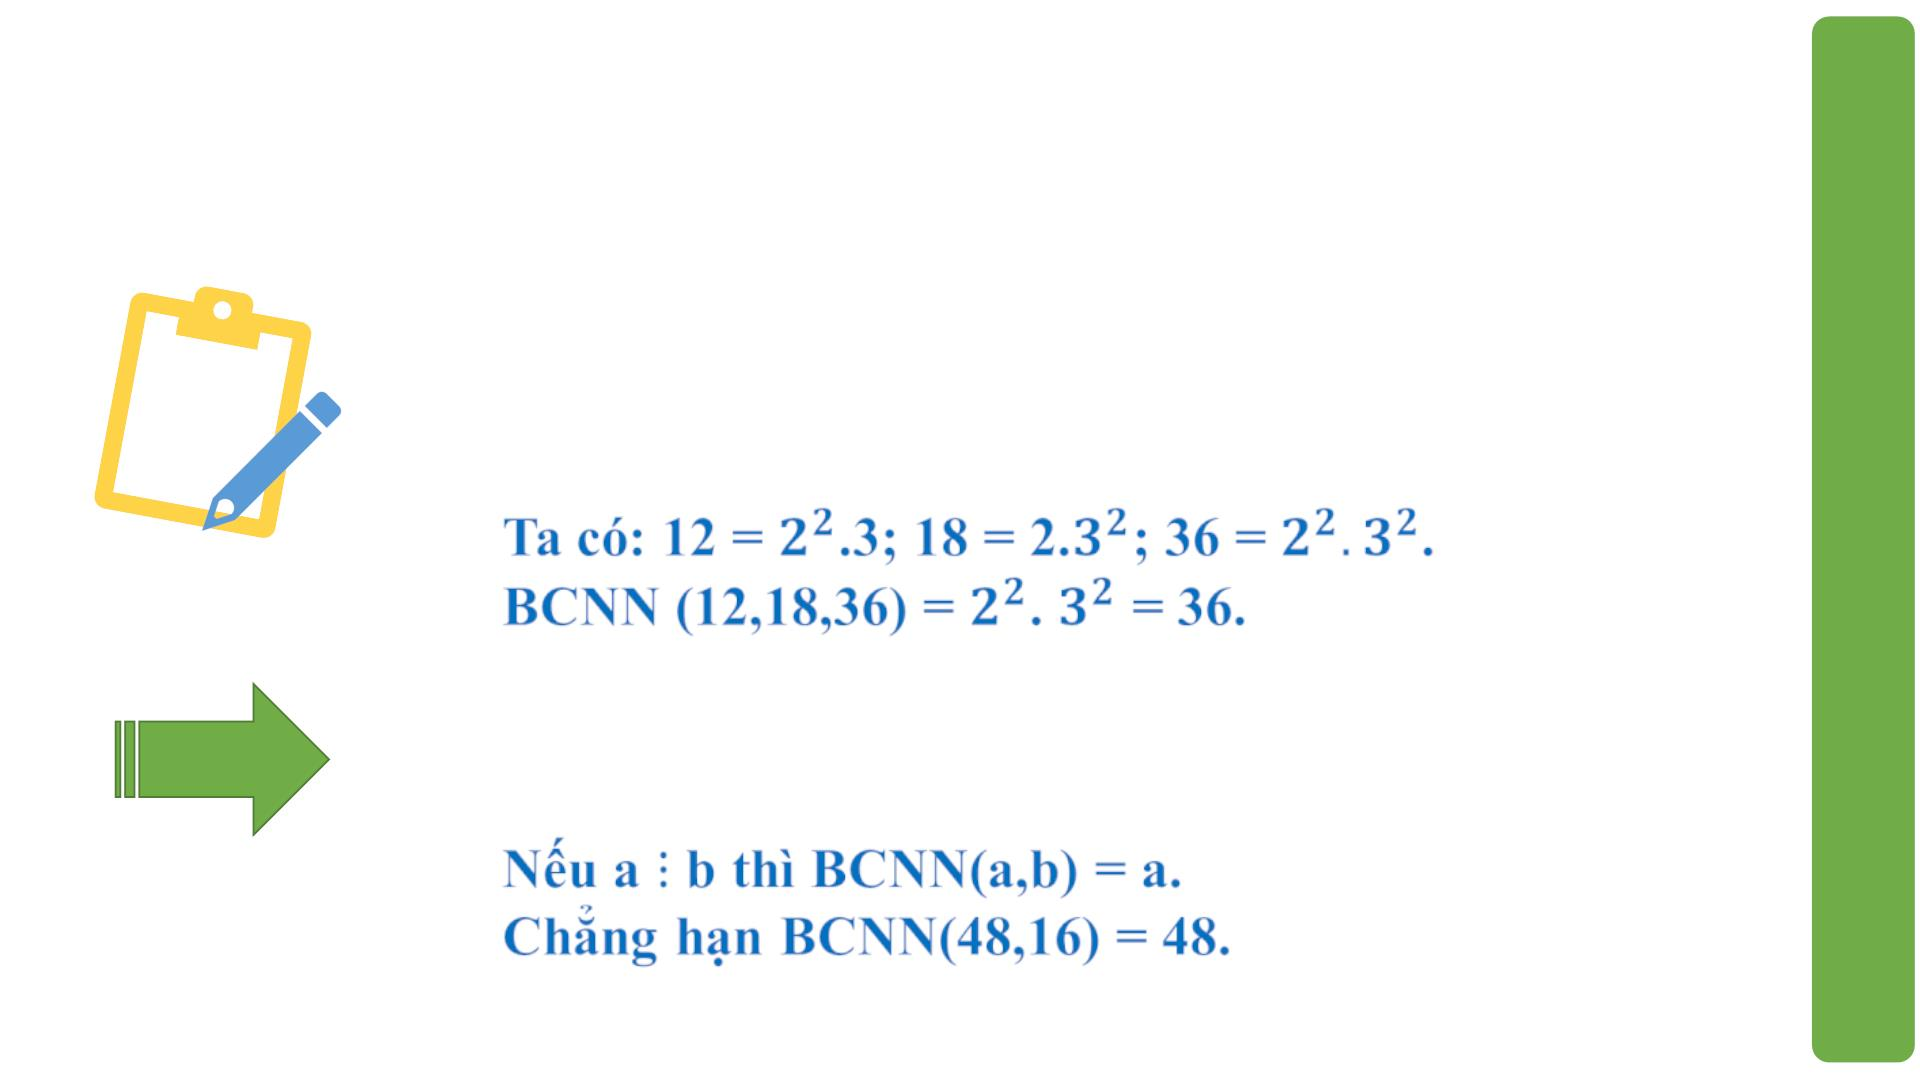 Ta có: 12 = 2².3; 18 = 2.3²; 36 = 2². 3².
BCNN (12,18,36) = 2². 3² = 36.
Nếu a ⋮ b thì BCNN(a,b) = a.
Chẳng hạn BCNN(48,16) = 48.